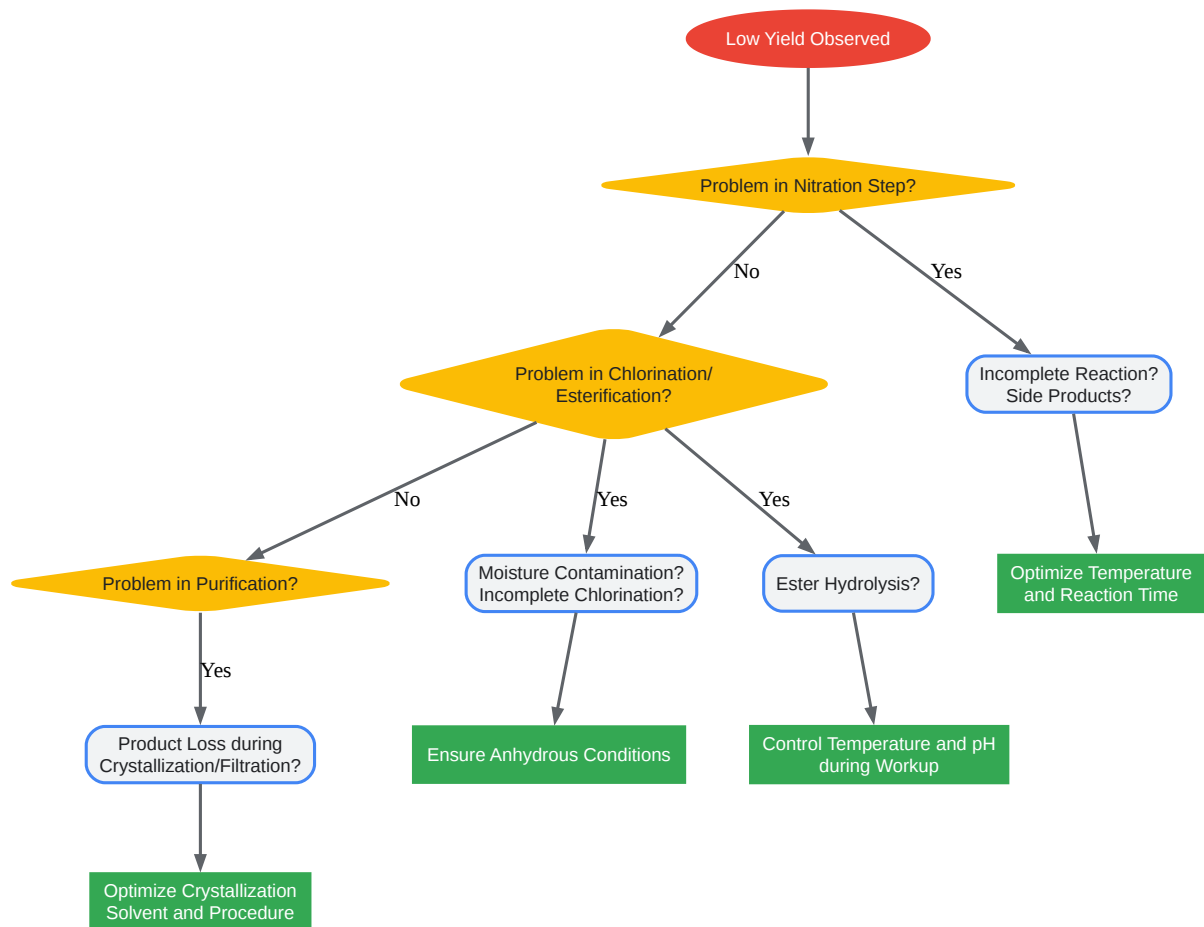 Low Yield Observed
Problem in Nitration Step?
No
Yes
Problem in Chlorination/
Esterification?
Incomplete Reaction?
Side Products?
No
Yes
Yes
Problem in Purification?
Moisture Contamination?
Incomplete Chlorination?
Ester Hydrolysis?
Optimize Temperature
and Reaction Time
Yes
Product Loss during
Crystallization/Filtration?
Ensure Anhydrous Conditions
Control Temperature and pH
during Workup
Optimize Crystallization
Solvent and Procedure